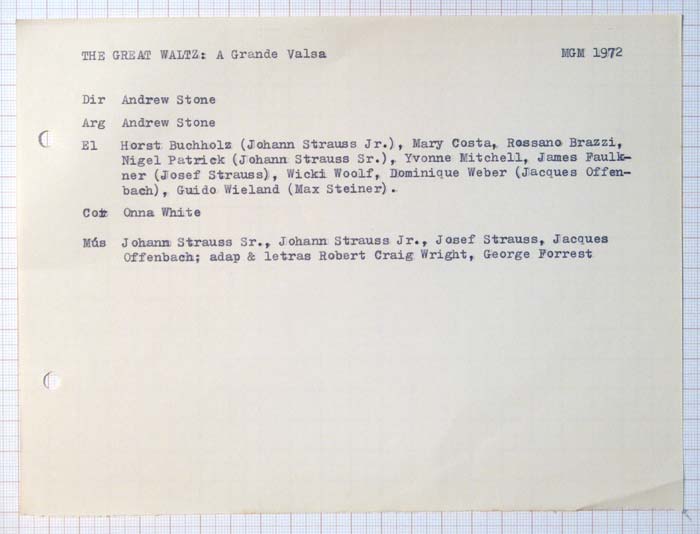 THE GREAT WALTZ: A Grande Valsa MGM 1972
Dir Andrew Stone
Arg Andrew Stone
El Horst Buchholz (Johann Strauss Jr.), Mary Costa, Rossano Brazzi,
Nigel Patrick (Johann Strauss Sr.), Yvonne Mitchell, James Faulk-
ner (Josef Strauss), Wicki Woolf, Dominique Weber (Jacques Offen-
bach), Guido Wieland (Max Steiner).
Cor Onna White
Mús Johann Strauss Sr., Johann Strauss Jr., Josef Strauss, Jacques
Offenbach; adap & letras Robert Craig Wright, George Forrest